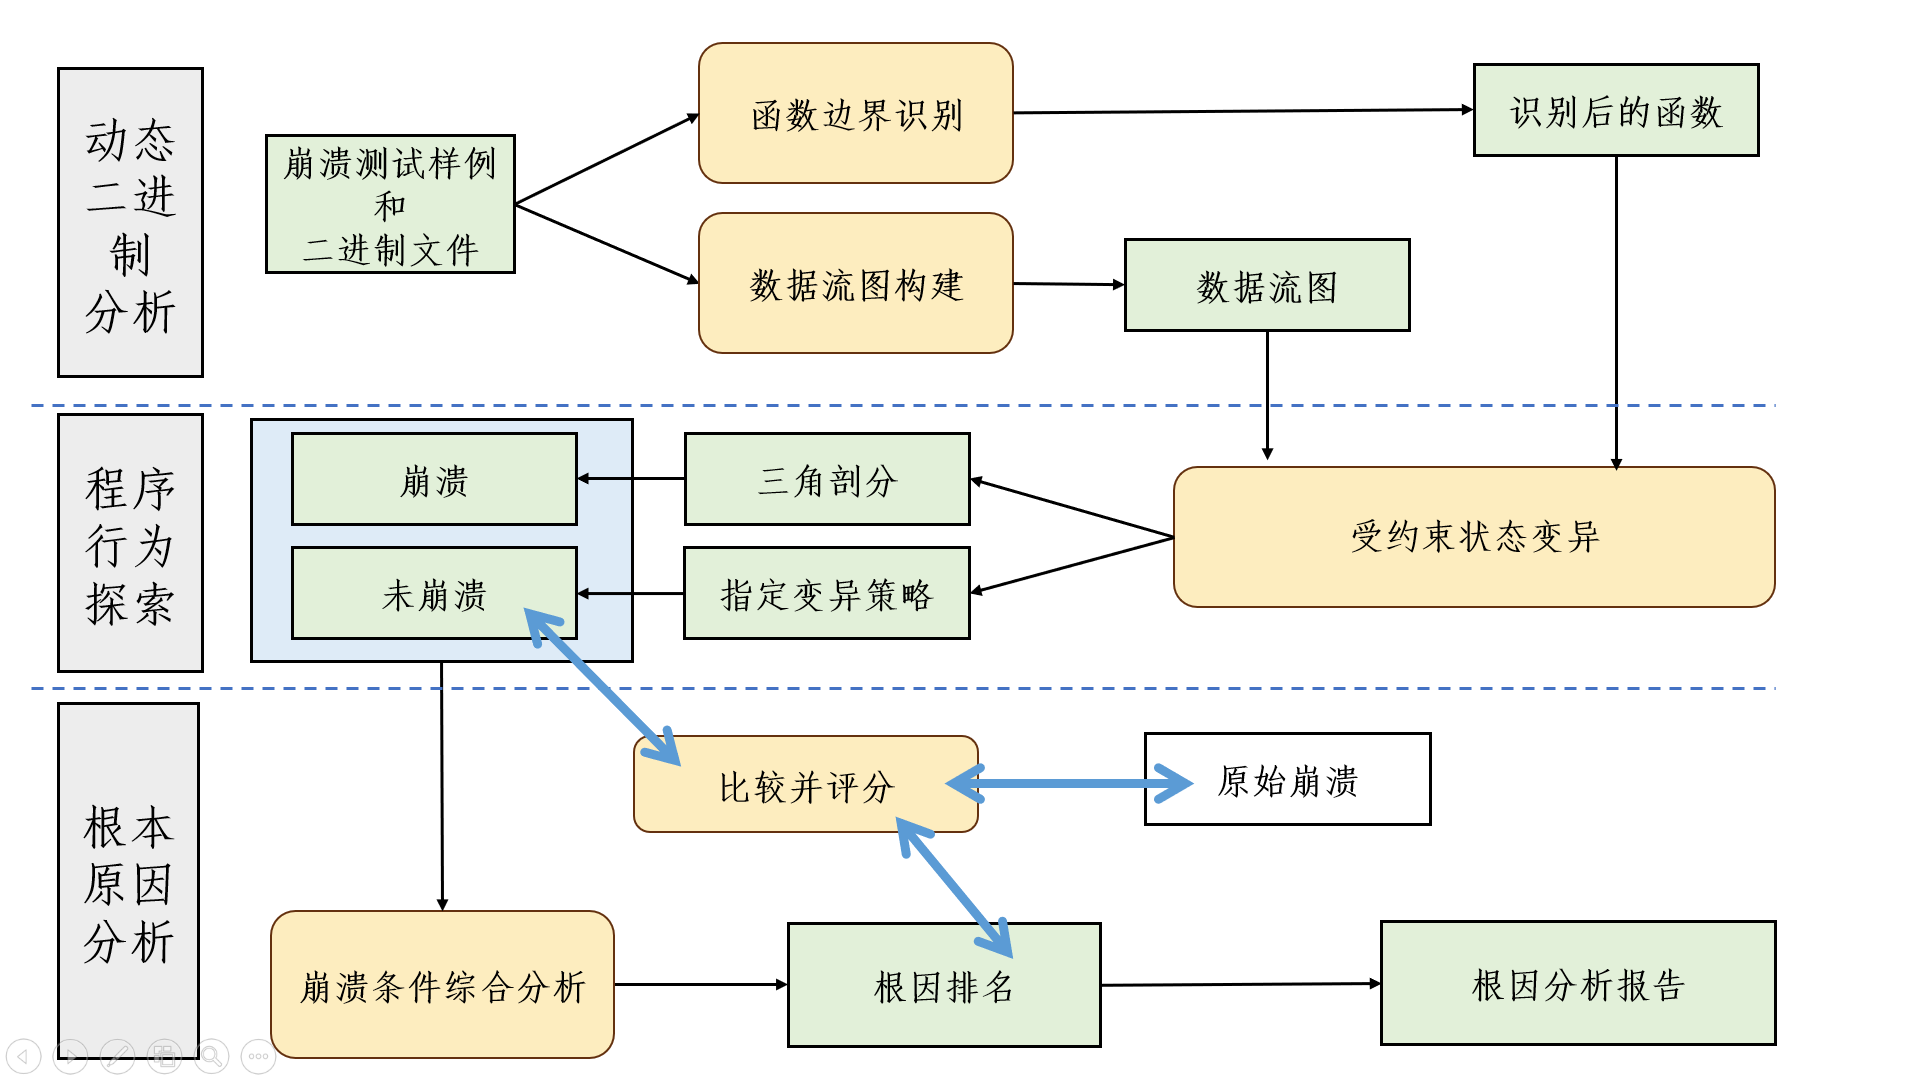 动态
二进
制
分析
崩溃测试样例
和
二进制文件
函数边界识别
数据流图构建
识别后的函数
数据流图
程序
行为
探索
崩溃
未崩溃
三角剖分
指定变异策略
受约束状态变异
根本
原因
分析
比较并评分
原始崩溃
崩溃条件综合分析
根因排名
根因分析报告